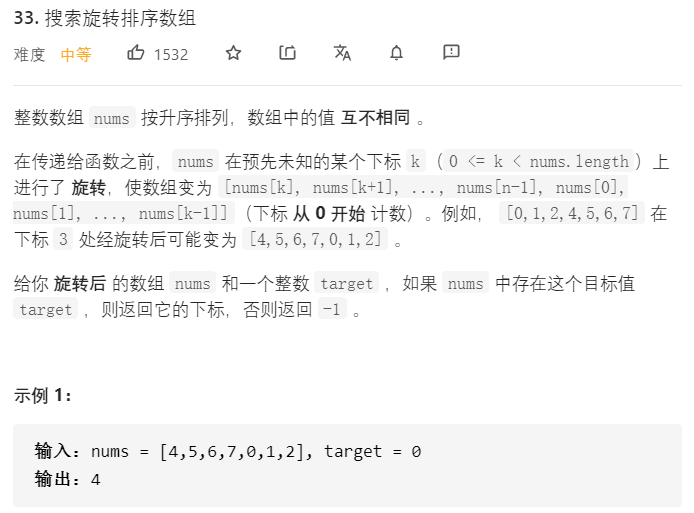 33. 搜索旋转排序数组
难度 中等 1532
整数数组 nums 按升序排列，数组中的值 互不相同 。
在传递给函数之前，nums 在预先未知的某个下标 k（0 <= k < nums.length）上
进行了 旋转，使数组变为 [nums[k], nums[k+1], ..., nums[n-1], nums[0],
nums[1], ..., nums[k-1]]（下标 从 0 开始 计数）。例如， [0,1,2,4,5,6,7] 在
下标 3 处经旋转后可能变为 [4,5,6,7,0,1,2] 。
给你 旋转后 的数组 nums 和一个整数 target ，如果 nums 中存在这个目标值
target ，则返回它的下标，否则返回 -1 。
示例 1：
输入：nums = [4,5,6,7,0,1,2], target = 0
输出：4